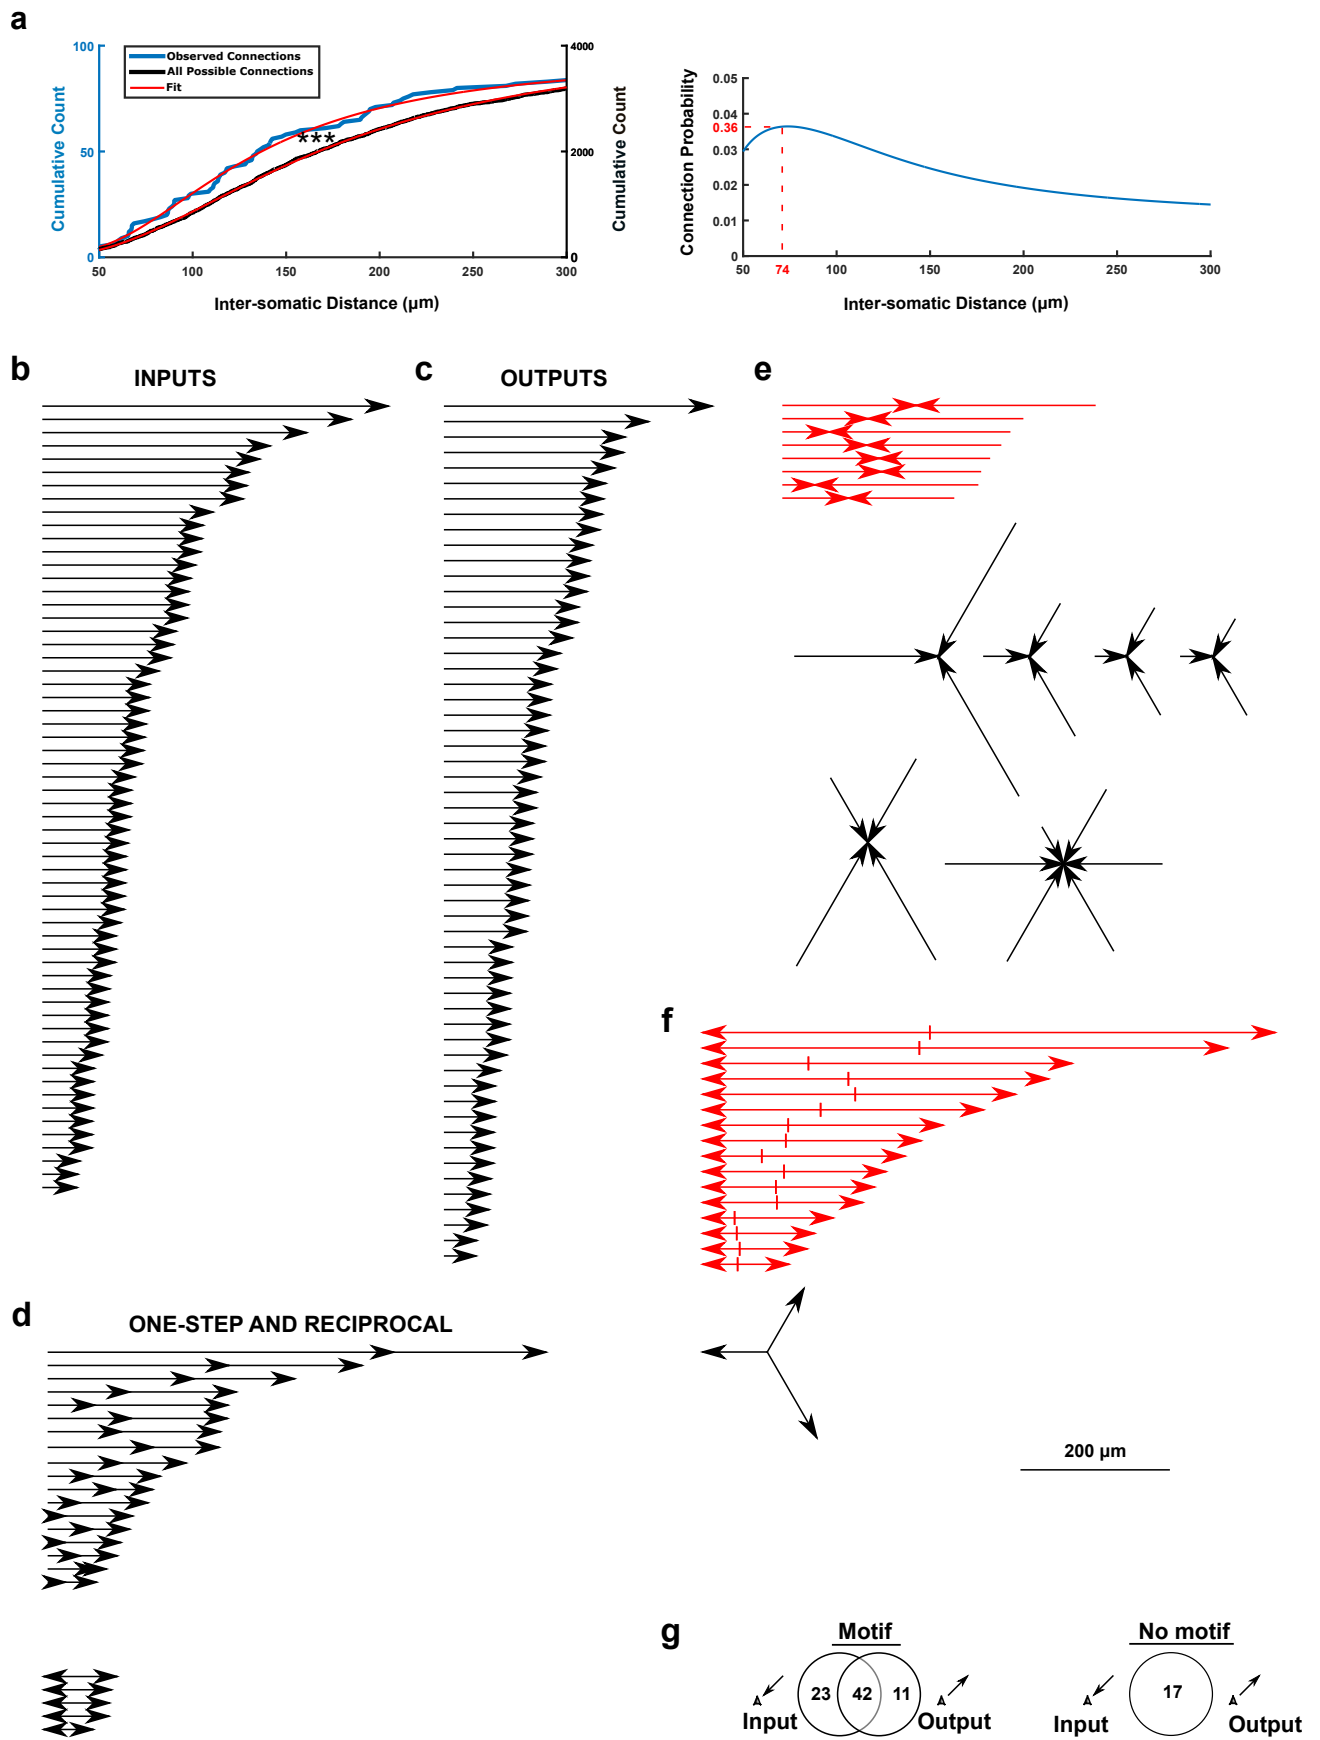 a
100
50
0
Cumulative Count
Observed Connections
All Possible Connections
Fit
***
4000
2000
0
Cumulative Count
50 100 150 200 250 300
Inter-somatic Distance (µm)
Connection Probability
0.05
0.04
0.36
0.03
0.02
0.01
0
50 74 100 150 200 250 300
Inter-somatic Distance (µm)
b
INPUTS
c
OUTPUTS
e
f
d
ONE-STEP AND RECIPROCAL
200 µm
g
Motif
23 42 11
Input
Output
No motif
17
Input
Output